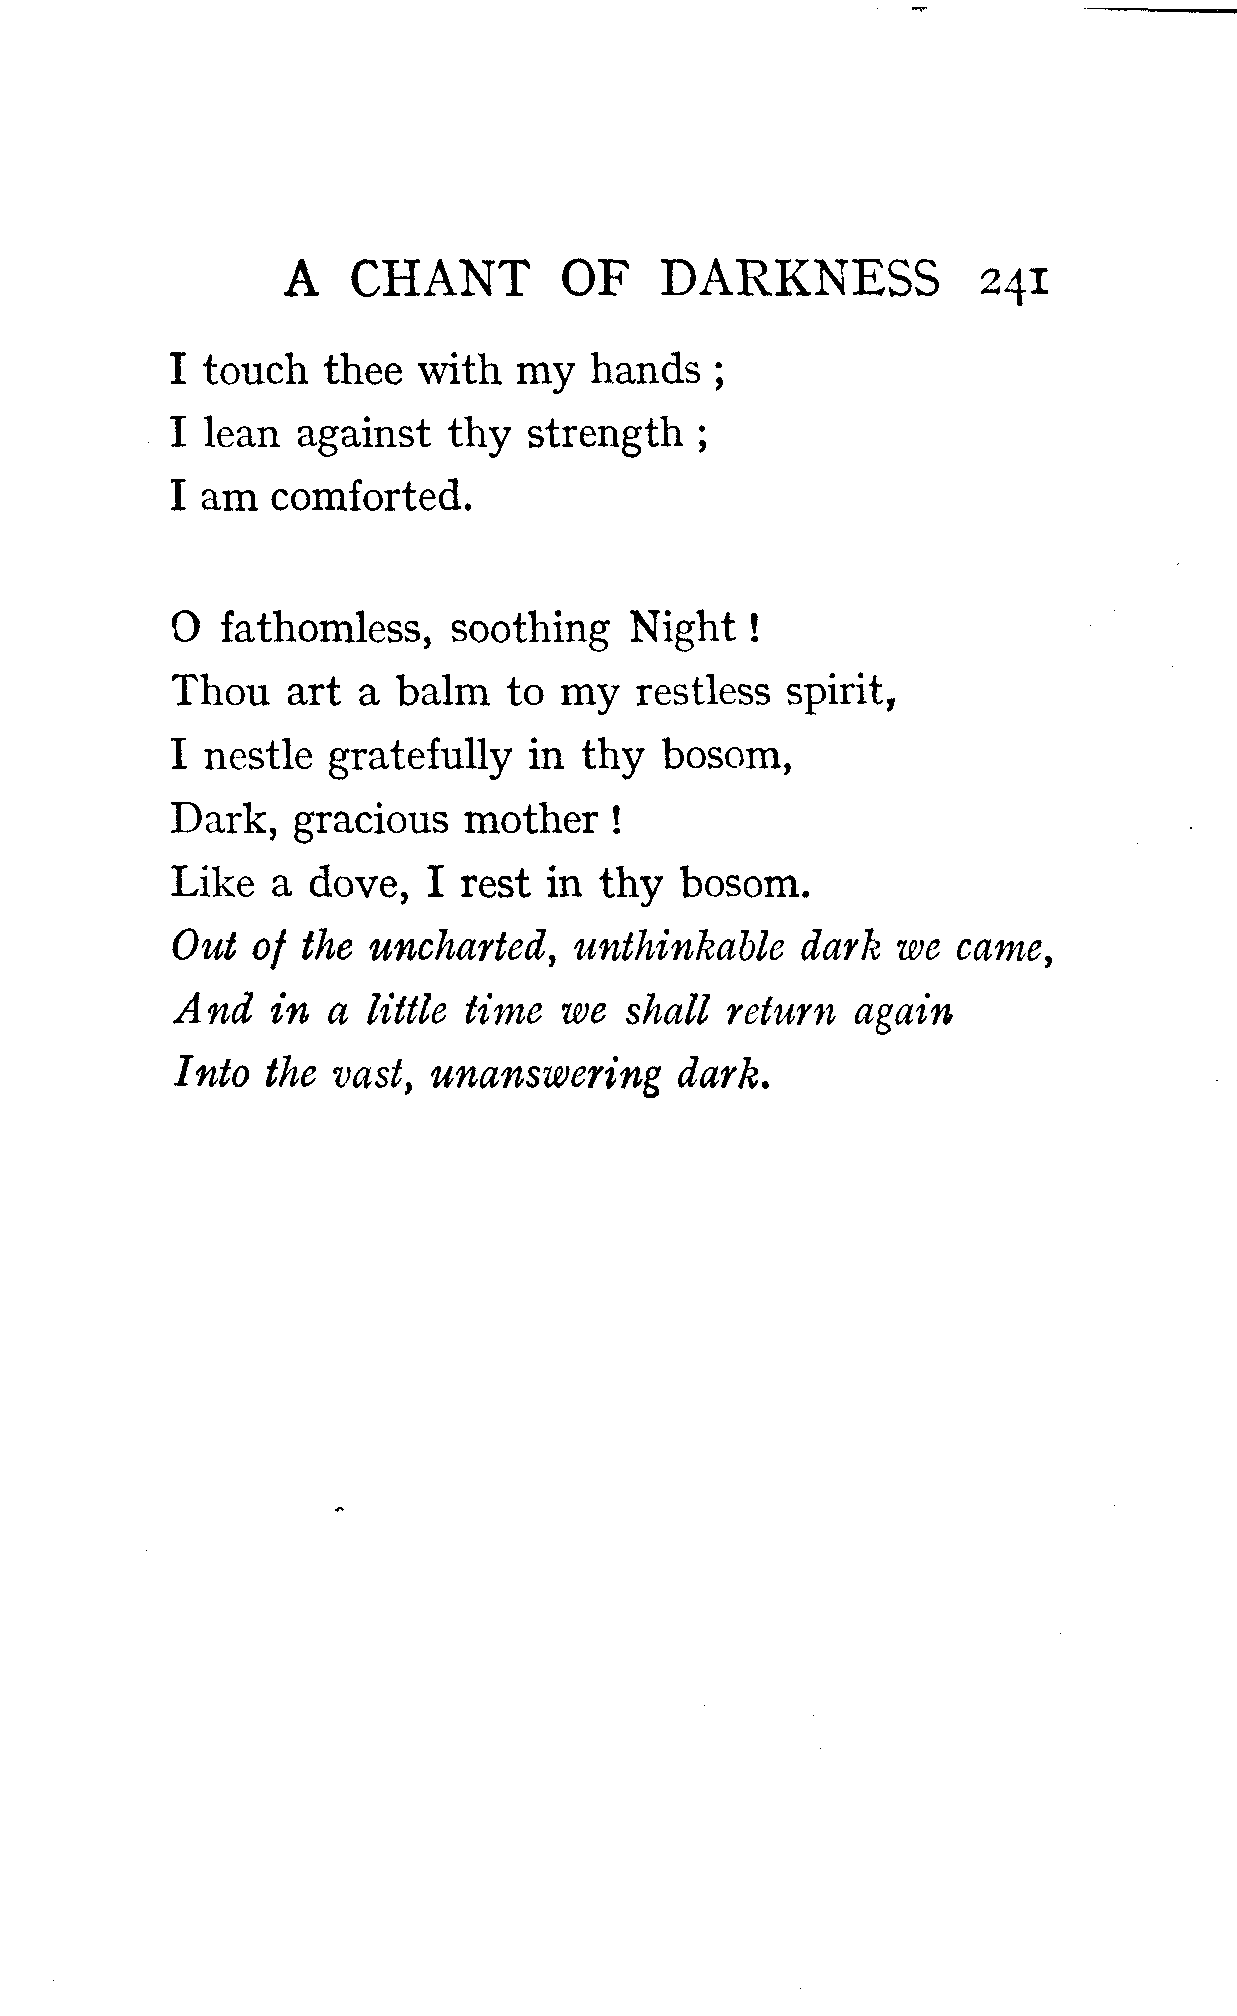 A CHANT OF DARKNESS 241
I touch thee with my hands ;
I lean against thy strength ;
I am comforted.
O fathomless, soothing Night !
Thou art a balm to my restless spirit,
I nestle gratefully in thy bosom,
Dark, gracious mother !
Like a dove, I rest in thy bosom.
Out of the uncharted, unthinkable dark we came,
And in a little time we shall return again
Into the vast, unanswering dark.